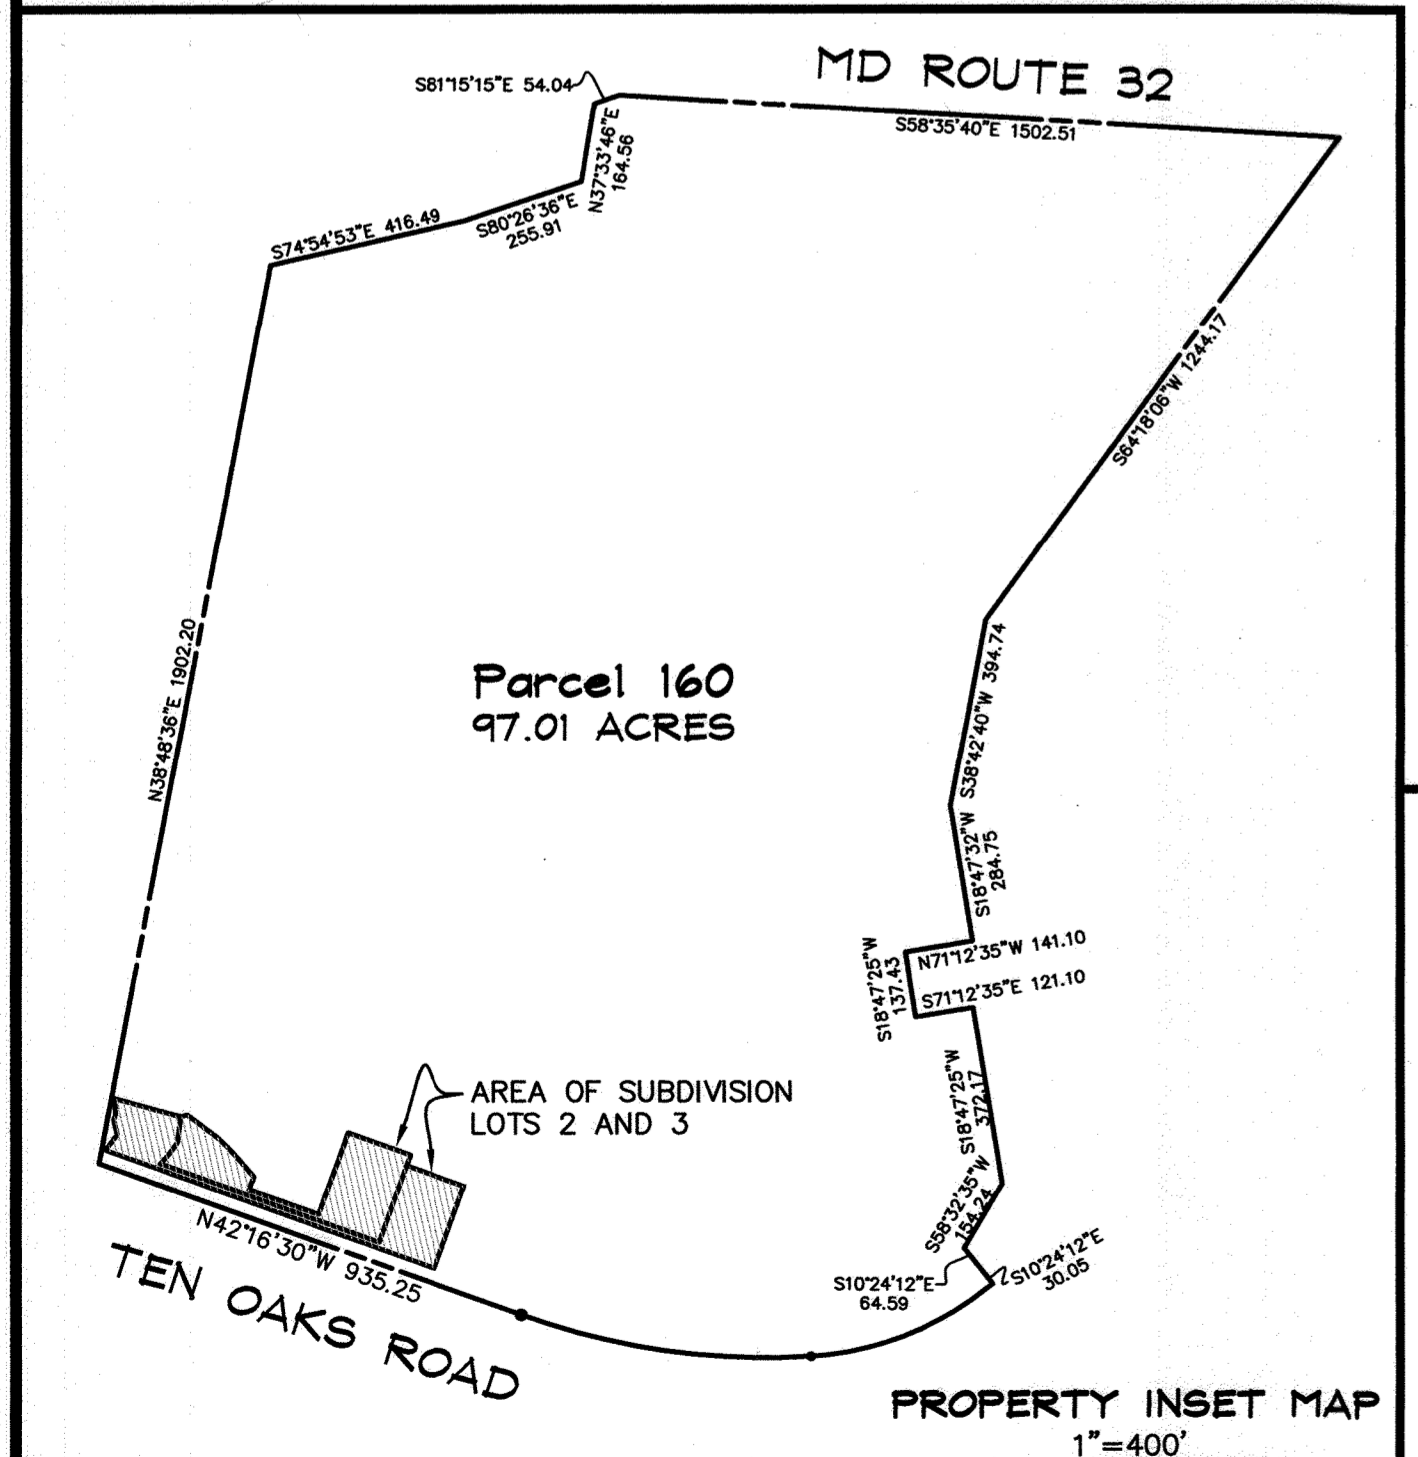 MD ROUTE 32
S81°15'15"E 54.04
S58°35'40"E 1502.51
N37°33'46"E
164.56
S80°26'36"E
255.91
S74°54'53"E 416.49
S64°18'06"W 1244.17
N38°48'36"E 1902.20
Parcel 160
97.01 ACRES
S38°42'40"W 394.74
S18°47'32"W
284.75
N71°12'35"W 141.10
S18°47'25"W
137.43
S71°12'35"E 121.10
S18°47'25"W
372.17
AREA OF SUBDIVISION
LOTS 2 AND 3
S58°32'35"W
154.24
N42°16'30"W 935.25
S10°24'12"E
64.59
S10°24'12"E
30.05
TEN OAKS ROAD
PROPERTY INSET MAP
1"=400'